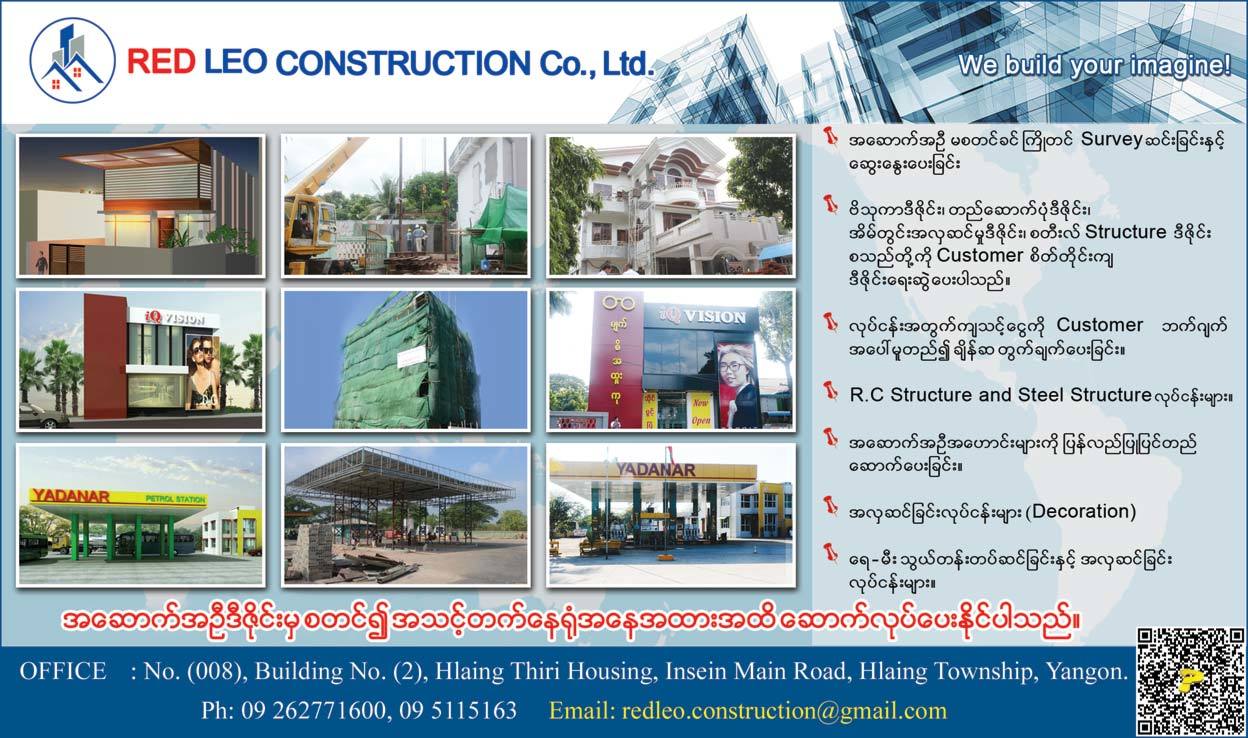 RED LEO CONSTRUCTION Co., Ltd.
We build your imagine!
အဆောက်အဦ မစတင်ခင် ကြိုတင် Survey ဆင်းခြင်းနှင့်
ဆွေးနွေးပေးခြင်း
ဗိသုကာဒီဇိုင်း၊ တည်ဆောက်ပုံဒီဇိုင်း၊
အိမ်တွင်းအလှဆင်မှုဒီဇိုင်း၊ စတီးလ် Structure ဒီဇိုင်း
စသည်တို့ကို Customer စိတ်တိုင်းကျ
ဒီဇိုင်းရေးဆွဲပေးပါသည်။
လုပ်ငန်းအတွက်ကျသင့်ငွေကို Customer ဘက်ဂျက်
အပေါ်မူတည်၍ ချိန်ဆ တွက်ချက်ပေးခြင်း။
R.C Structure and Steel Structure လုပ်ငန်းများ။
အဆောက်အဦအဟောင်းများကို ပြန်လည်ပြုပြင်တည်
ဆောက်ပေးခြင်း။
အလှဆင်ခြင်းလုပ်ငန်းများ (Decoration)
ရေ-မီး သွယ်တန်းတပ်ဆင်ခြင်းနှင့် အလှဆင်ခြင်း
လုပ်ငန်းများ။
iQ VISION
မျက်စိအထူးကု
iQ VISION
Now
Open
YADANAR PETROL STATION
YADANAR
အဆောက်အဦဒီဇိုင်းမှ စတင်၍ အသင့်တက်နေရုံအနေအထားအထိ ဆောက်လုပ်ပေးနိုင်ပါသည်။
OFFICE : No. (008), Building No. (2), Hlaing Thiri Housing, Insein Main Road, Hlaing Township, Yangon.
Ph: 09 262771600, 09 5115163 Email: redleo.construction@gmail.com